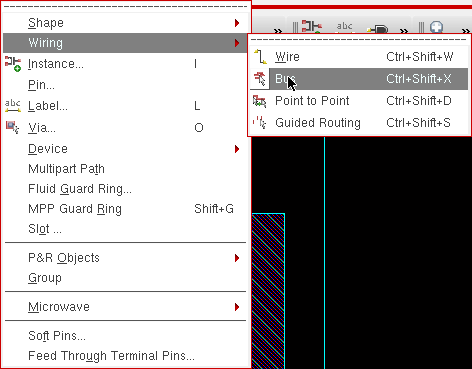 Shape
Wiring
Instance... I
Pin...
Label... L
Via... O
Device
Multipart Path
Fluid Guard Ring...
MPP Guard Ring Shift+G
Slot ...
P&R Objects
Group
Microwave
Soft Pins...
Feed Through Terminal Pins...
abc
»
abc
»
»
Wire Ctrl+Shift+W
Bus Ctrl+Shift+X
Point to Point Ctrl+Shift+D
Guided Routing Ctrl+Shift+S